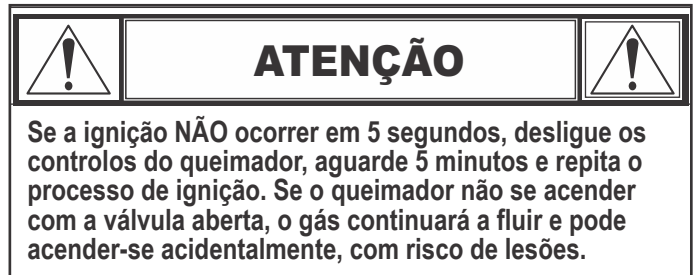 ATENÇÃO
Se a ignição NÃO ocorrer em 5 segundos, desligue os
controlos do queimador, aguarde 5 minutos e repita o
processo de ignição. Se o queimador não se acender
com a válvula aberta, o gás continuará a fluir e pode
acender-se acidentalmente, com risco de lesões.